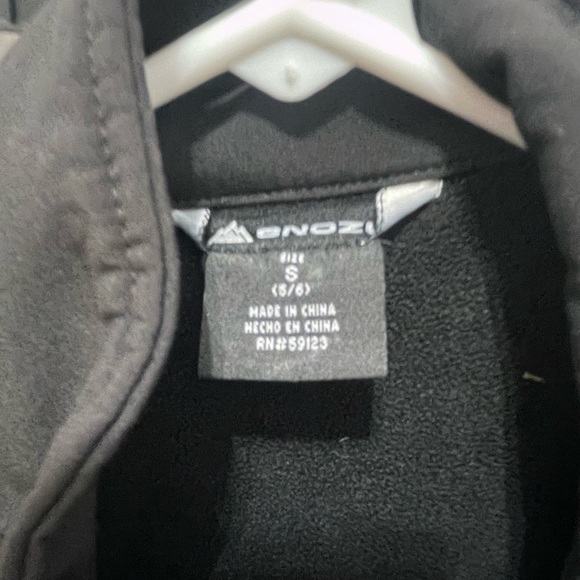 SNOZU
SIZE
S
(5/6)
MADE IN CHINA
HECHO EN CHINA
RN#59123